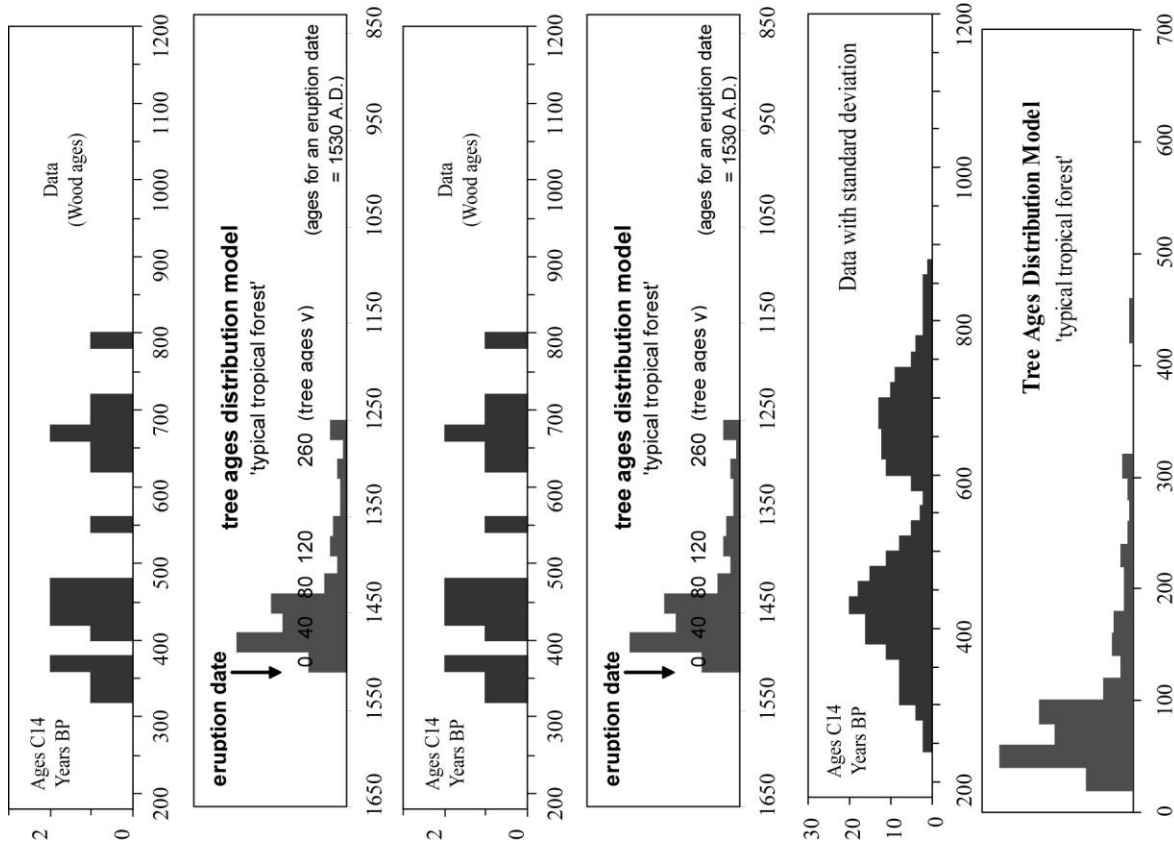 Ages C14
Years BP
Data
(Wood ages)
2
0
200 300 400 500 600 700 800 900 1000 1100 1200
eruption date
tree ages distribution model
'typical tropical forest'
0 40 80 120 260 (tree ages v)
(ages for an eruption date
= 1530 A.D.)
1650 1550 1450 1350 1250 1150 1050 950 850
Ages C14
Years BP
Data
(Wood ages)
2
0
200 300 400 500 600 700 800 900 1000 1100 1200
eruption date
tree ages distribution model
'typical tropical forest'
0 40 80 120 260 (tree ages v)
(ages for an eruption date
= 1530 A.D.)
1650 1550 1450 1350 1250 1150 1050 950 850
Ages C14
Years BP
Data with standard deviation
30
20
10
0
200 400 600 800 1000 1200
Tree Ages Distribution Model
'typical tropical forest'
0 100 200 300 400 500 600 700